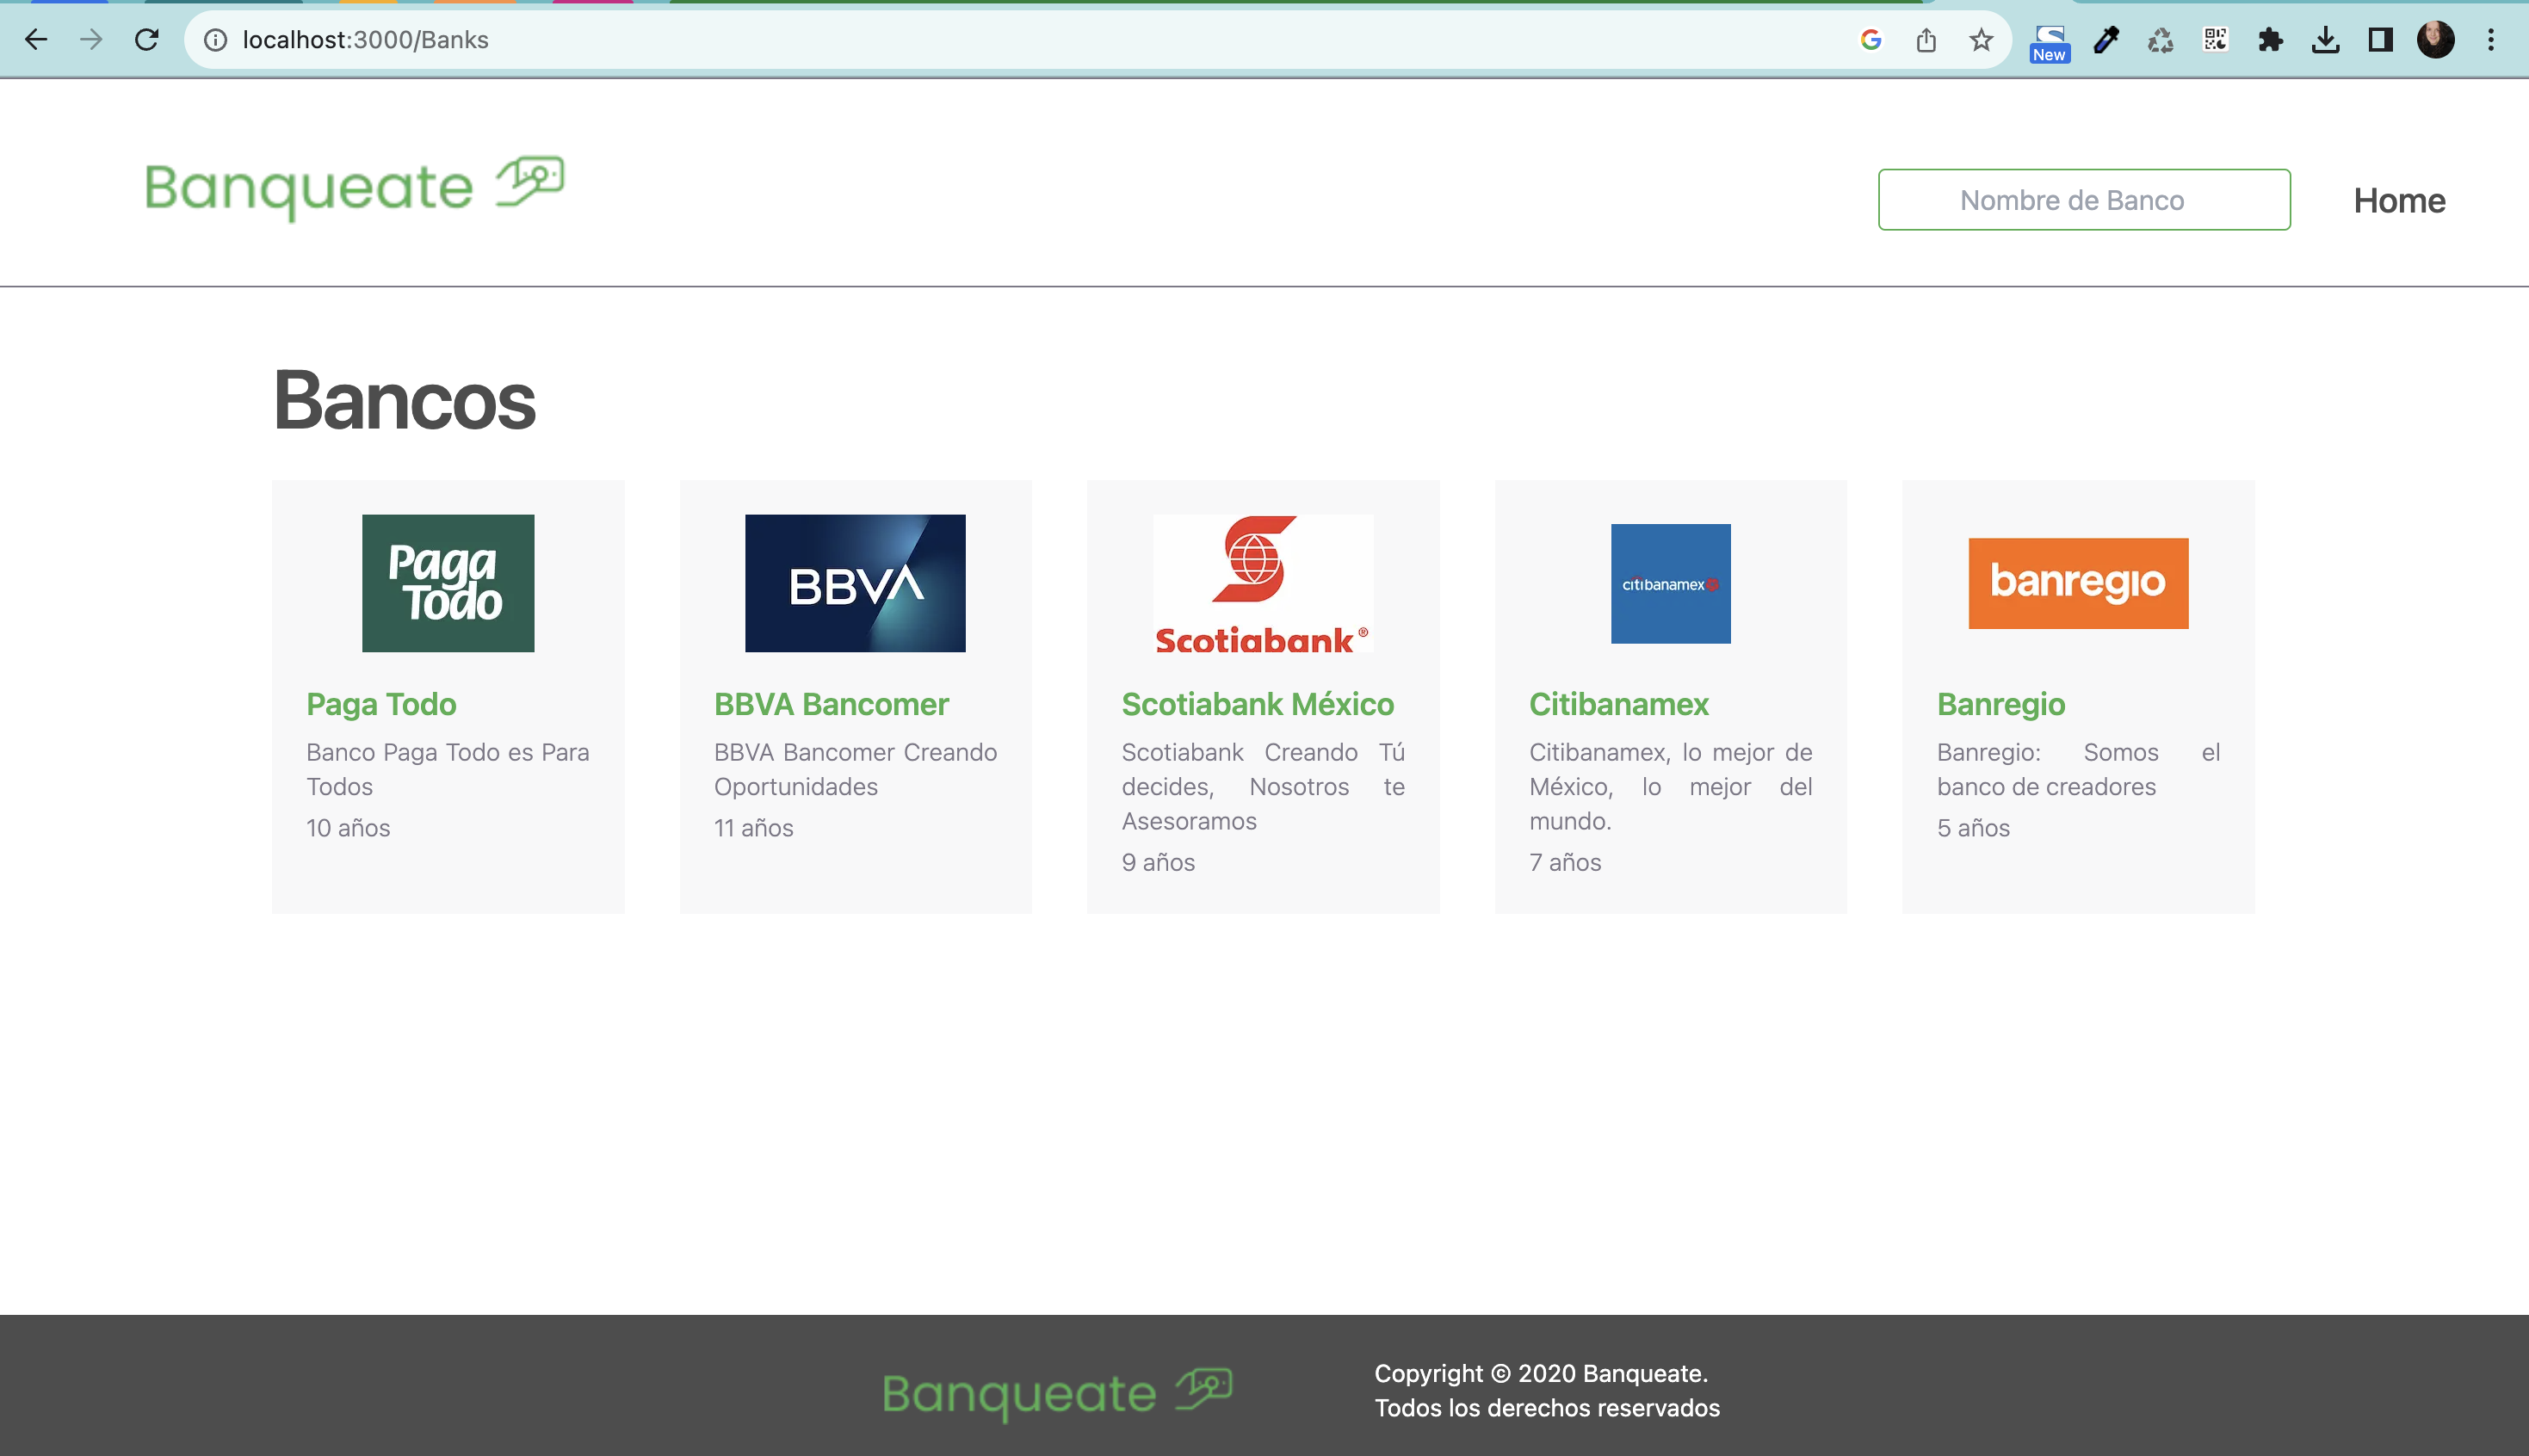 localhost:3000/Banks
New
Banqueate
Nombre de Banco
Home
Bancos
Paga
Todo
Paga Todo
Banco Paga Todo es Para
Todos
10 años
BBVA
BBVA Bancomer
BBVA Bancomer Creando
Oportunidades
11 años
Scotiabank®
Scotiabank México
Scotiabank Creando Tú
decides, Nosotros te
Asesoramos
9 años
citibanamex
Citibanamex
Citibanamex, lo mejor de
México, lo mejor del
mundo.
7 años
banregio
Banregio
Banregio: Somos el
banco de creadores
5 años
Banqueate
Copyright © 2020 Banqueate.
Todos los derechos reservados